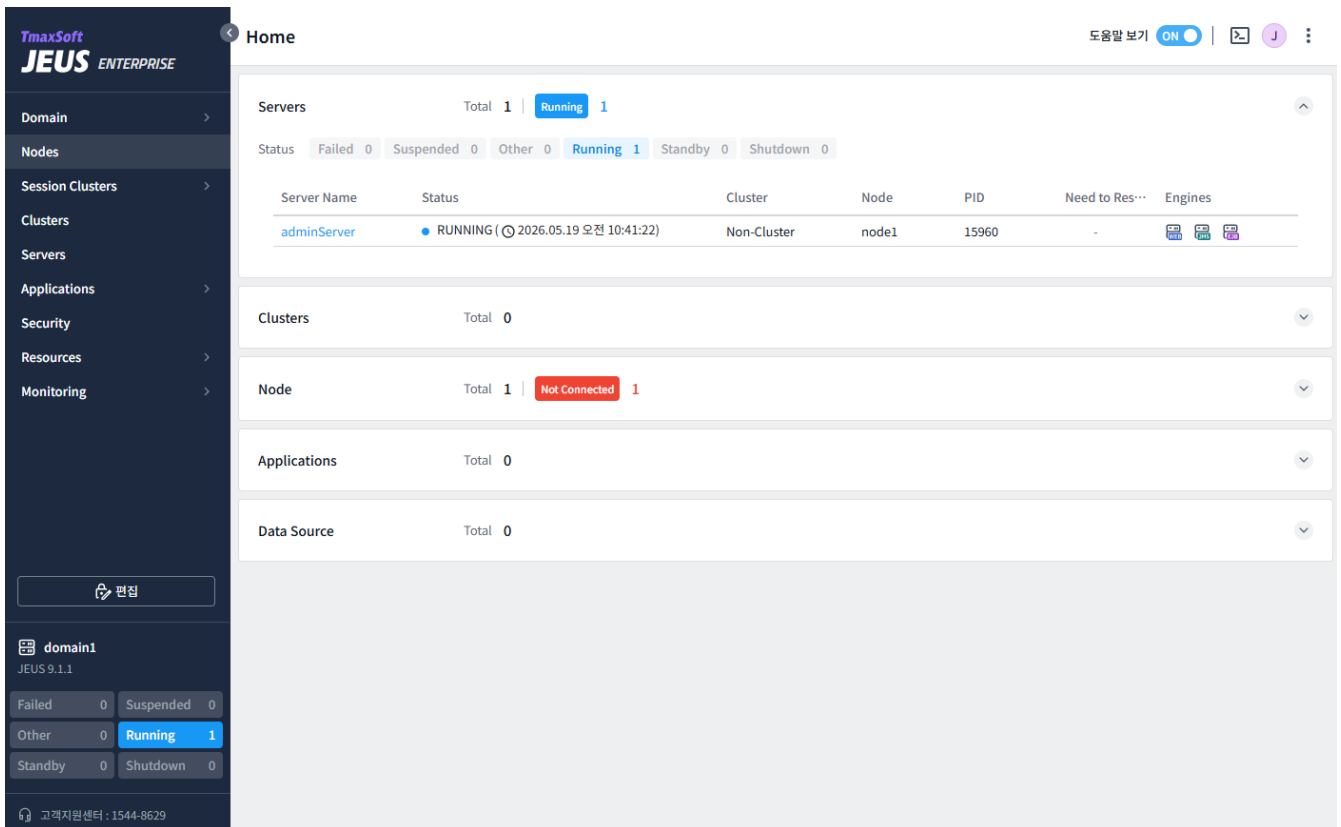 TmaxSoft
JEUS ENTERPRISE
Domain
Nodes
Session Clusters
Clusters
Servers
Applications
Security
Resources
Monitoring
편집
domain1
JEUS 9.1.1
Failed 0 Suspended 0
Other 0 Running 1
Standby 0 Shutdown 0
고객지원센터 : 1544-8629
Home
도움말 보기 ON J
Servers Total 1 Running 1
Status Failed 0 Suspended 0 Other 0 Running 1 Standby 0 Shutdown 0
Server Name Status Cluster Node PID Need to Res··· Engines
adminServer RUNNING ( 2026.05.19 오전 10:41:22) Non-Cluster node1 15960 - WEB JMS
Clusters Total 0
Node Total 1 Not Connected 1
Applications Total 0
Data Source Total 0